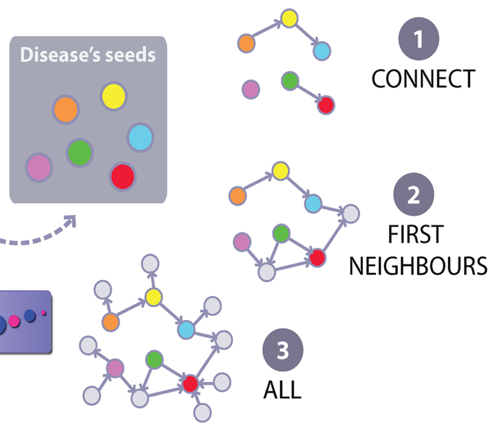 Disease's seeds
1
CONNECT
2
FIRST
NEIGHBOURS
3
ALL